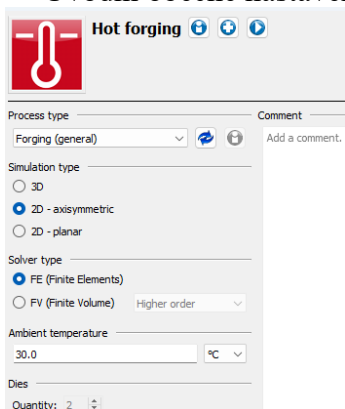 Hot forging
Process type
Forging (general)
Comment
Add a comment.
Simulation type
3D
2D - axisymmetric
2D - planar
Solver type
FE (Finite Elements)
FV (Finite Volume) Higher order
Ambient temperature
30.0 °C
Dies
Quantity: 2